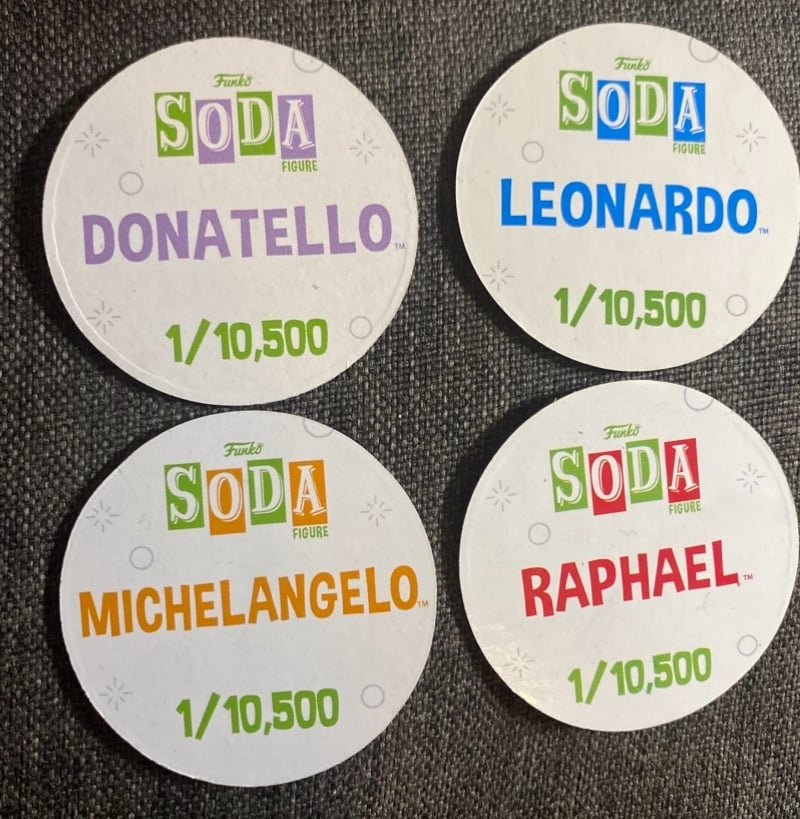 Funko
SODA
FIGURE
DONATELLO™
1/10,500
Funko
SODA
FIGURE
LEONARDO™
1/10,500
Funko
SODA
FIGURE
MICHELANGELO™
1/10,500
Funko
SODA
FIGURE
RAPHAEL™
1/10,500